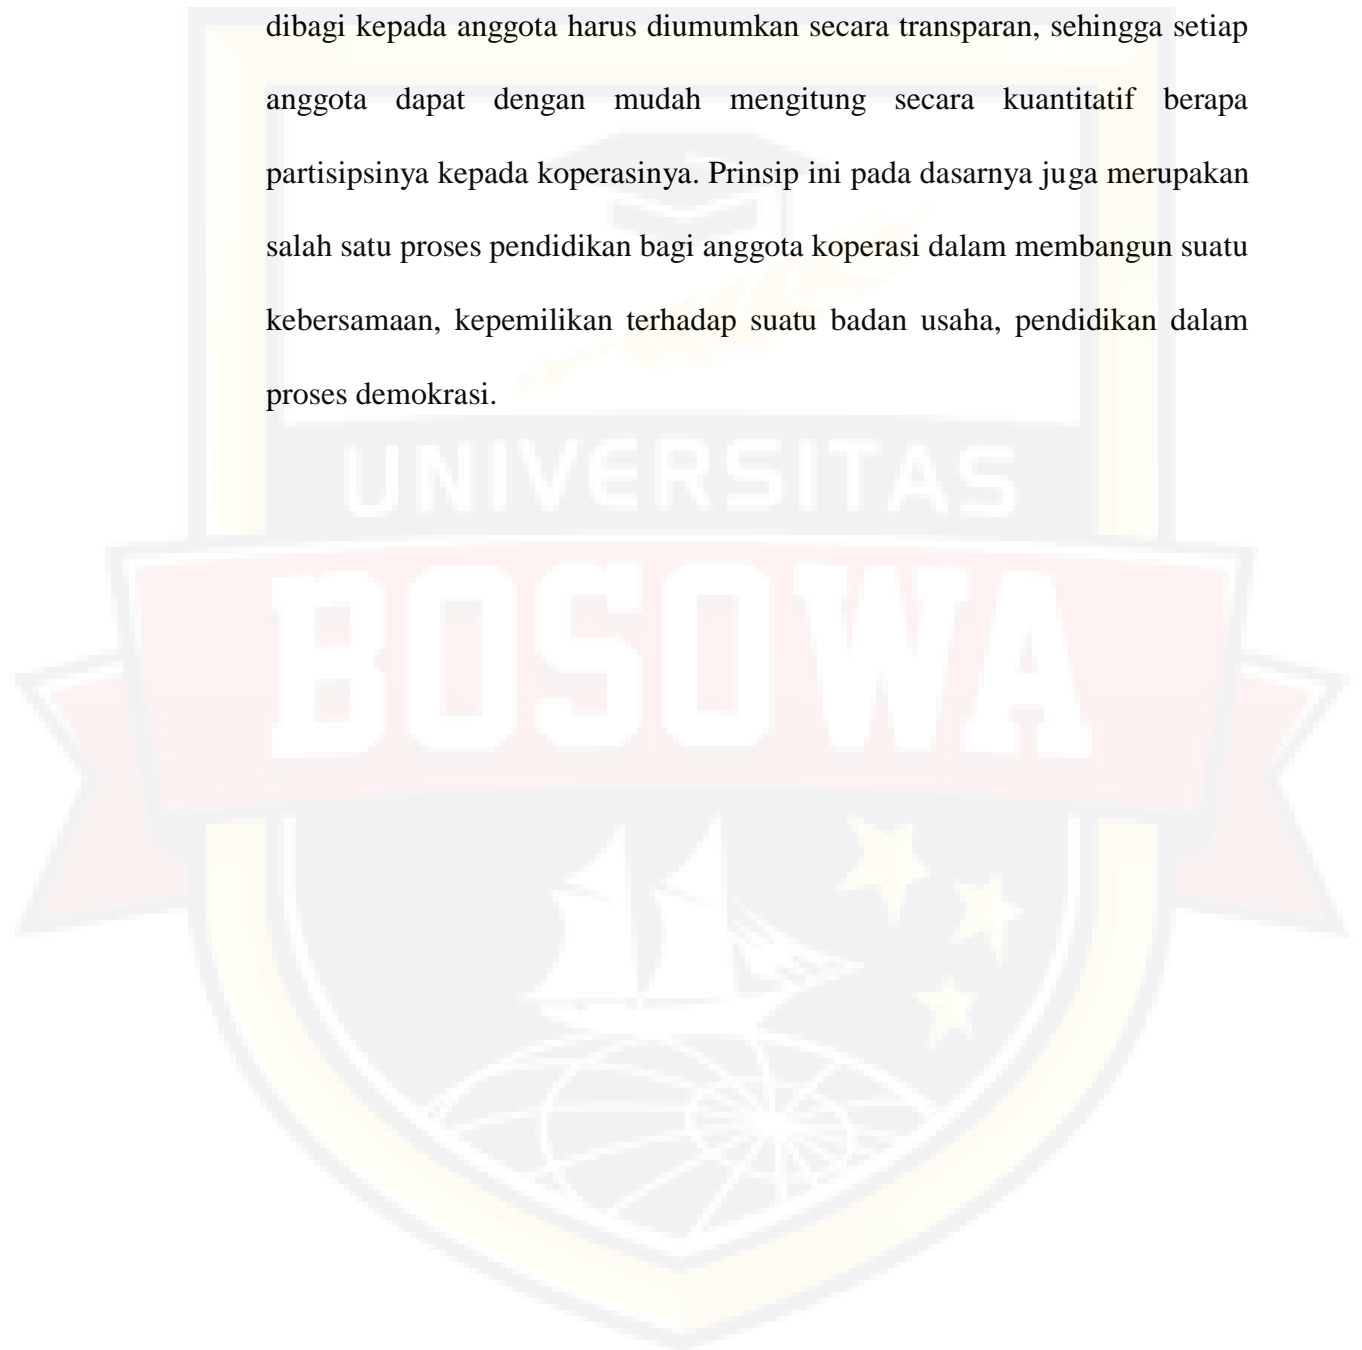 dibagi kepada anggota harus diumumkan secara transparan, sehingga setiap
anggota dapat dengan mudah mengitung secara kuantitatif berapa
partisipsinya kepada koperasinya. Prinsip ini pada dasarnya juga merupakan
salah satu proses pendidikan bagi anggota koperasi dalam membangun suatu
kebersamaan, kepemilikan terhadap suatu badan usaha, pendidikan dalam
proses demokrasi.
UNIVERSITAS
BOSOWA